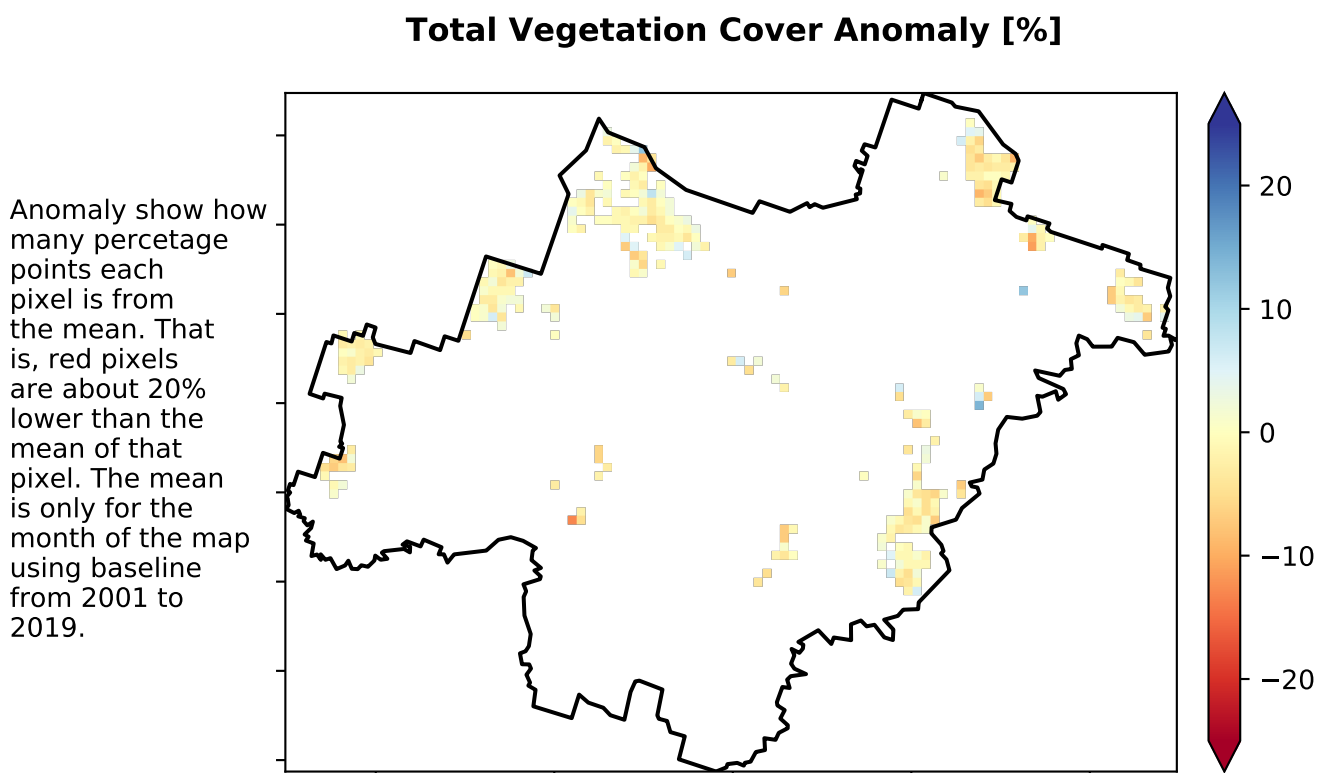 Total Vegetation Cover Anomaly [%]
Anomaly show how
many percetage
points each
pixel is from
the mean. That
is, red pixels
are about 20%
lower than the
mean of that
pixel. The mean
is only for the
month of the map
using baseline
from 2001 to
2019.
20
10
0
−10
−20